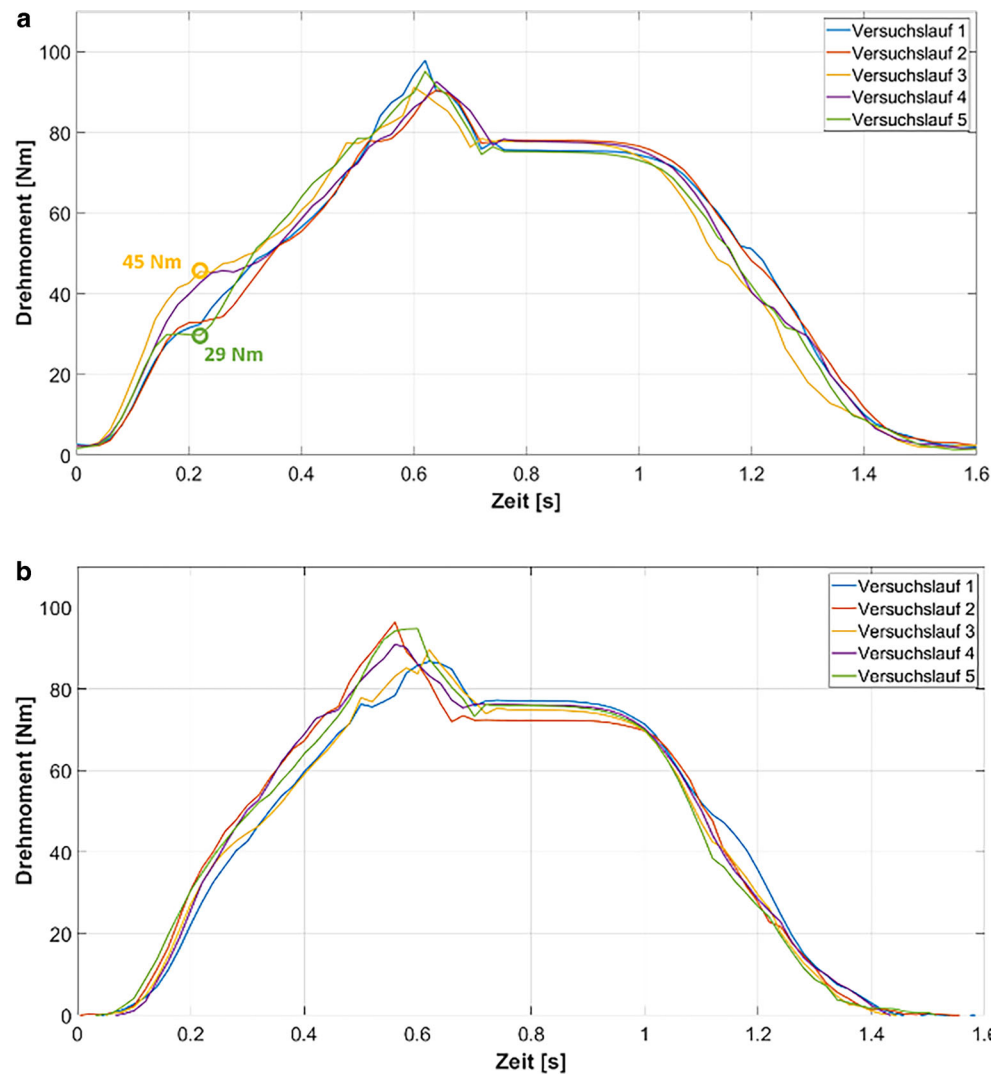 a
Versuchslauf 1
Versuchslauf 2
Versuchslauf 3
Versuchslauf 4
Versuchslauf 5
Drehmoment [Nm]
100
80
60
40
20
0
45 Nm
29 Nm
0 0.2 0.4 0.6 0.8 1 1.2 1.4 1.6
Zeit [s]
b
Versuchslauf 1
Versuchslauf 2
Versuchslauf 3
Versuchslauf 4
Versuchslauf 5
Drehmoment [Nm]
100
80
60
40
20
0
0 0.2 0.4 0.6 0.8 1 1.2 1.4 1.6
Zeit [s]